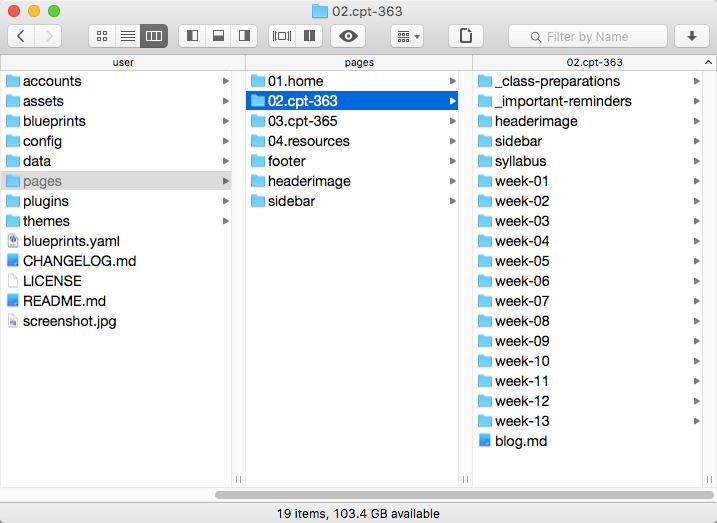 02.cpt-363
Filter by Name
user
pages
02.cpt-363
accounts
assets
blueprints
config
data
pages
plugins
themes
blueprints.yaml
CHANGELOG.md
LICENSE
README.md
screenshot.jpg
01.home
02.cpt-363
03.cpt-365
04.resources
footer
headerimage
sidebar
_class-preparations
_important-reminders
headerimage
sidebar
syllabus
week-01
week-02
week-03
week-04
week-05
week-06
week-07
week-08
week-09
week-10
week-11
week-12
week-13
blog.md
19 items, 103.4 GB available